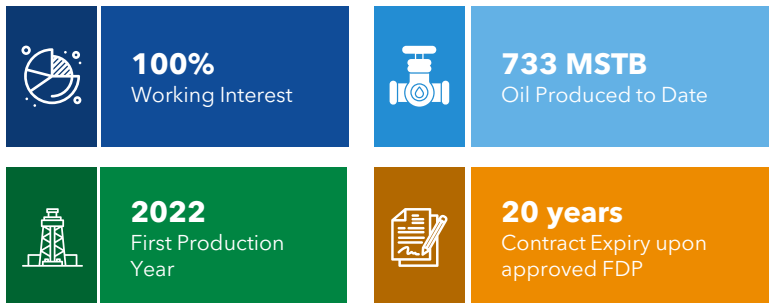 100%
Working Interest
733 MSTB
Oil Produced to Date
2022
First Production
Year
20 years
Contract Expiry upon
approved FDP